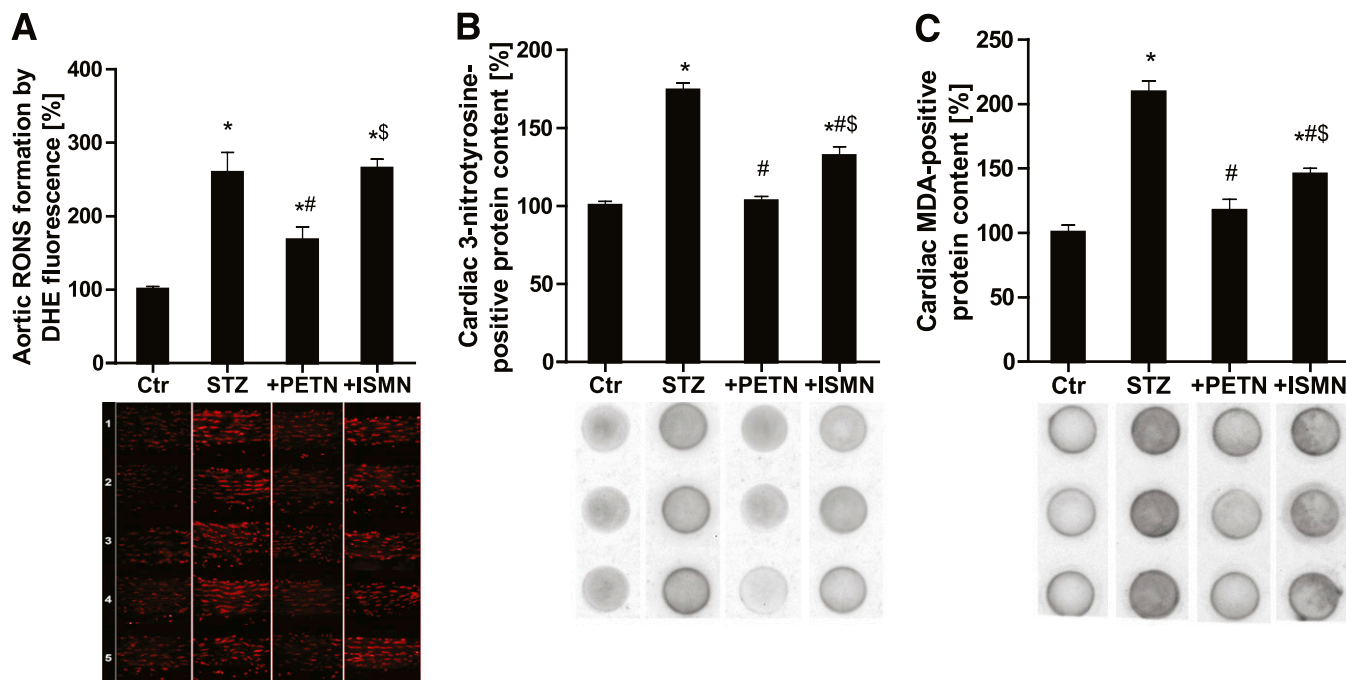 A
Aortic RONS formation by
DHE fluorescence [%]
400
300
200
100
0
*
*#
*$
Ctr STZ +PETN +ISMN
1
2
3
4
5
B
Cardiac 3-nitrotyrosine-
positive protein content [%]
200
150
100
50
0
*
#
*#$
Ctr STZ +PETN +ISMN
C
Cardiac MDA-positive
protein content [%]
250
200
150
100
50
0
*
#
*#$
Ctr STZ +PETN +ISMN